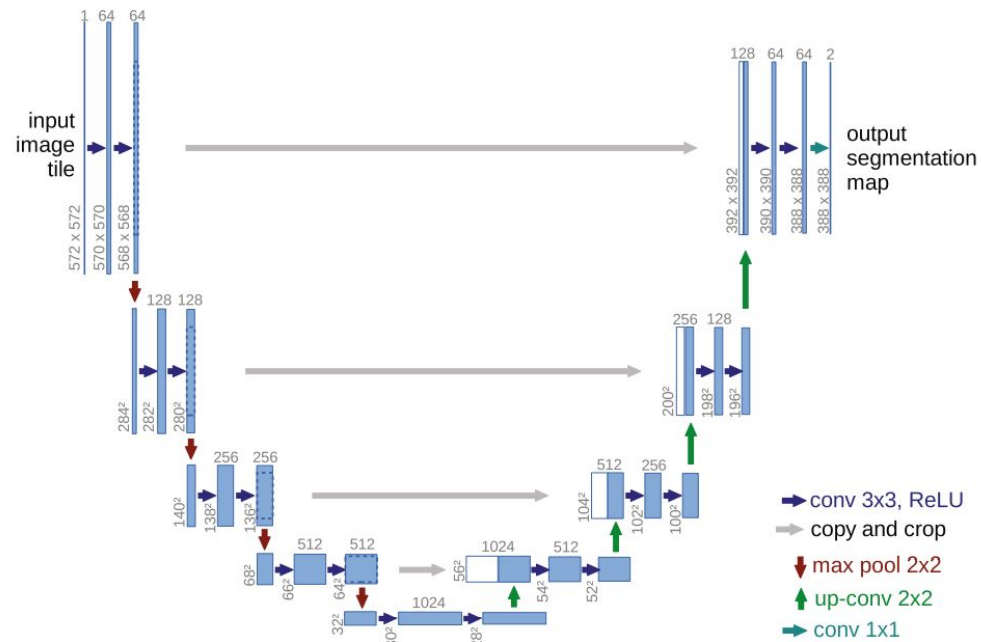 1 64 64
input
image
tile
572 x 572
570 x 570
568 x 568
128 64 64 2
392 x 392
390 x 390
388 x 388
388 x 388
output
segmentation
map
128 128
284²
282²
280²
256 128
200²
198²
196²
256 256
140²
138²
136²
512 256
104²
102²
100²
512 512
68²
66²
64²
1024 512
56²
54²
52²
1024
32²
conv 3x3, ReLU
copy and crop
max pool 2x2
up-conv 2x2
conv 1x1